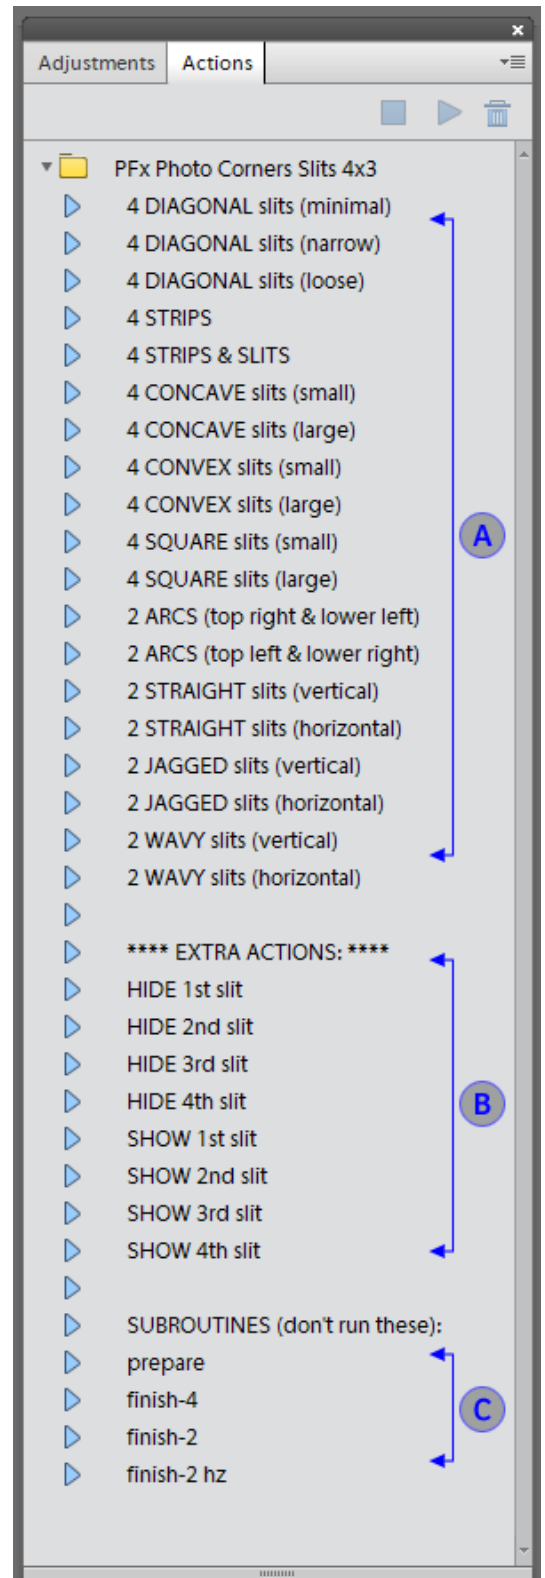 Adjustments Actions
PFx Photo Corners Slits 4x3
4 DIAGONAL slits (minimal)
4 DIAGONAL slits (narrow)
4 DIAGONAL slits (loose)
4 STRIPS
4 STRIPS & SLITS
4 CONCAVE slits (small)
4 CONCAVE slits (large)
4 CONVEX slits (small)
4 CONVEX slits (large)
A
4 SQUARE slits (small)
4 SQUARE slits (large)
2 ARCS (top right & lower left)
2 ARCS (top left & lower right)
2 STRAIGHT slits (vertical)
2 STRAIGHT slits (horizontal)
2 JAGGED slits (vertical)
2 JAGGED slits (horizontal)
2 WAVY slits (vertical)
2 WAVY slits (horizontal)
**** EXTRA ACTIONS: ****
HIDE 1st slit
HIDE 2nd slit
HIDE 3rd slit
HIDE 4th slit
B
SHOW 1st slit
SHOW 2nd slit
SHOW 3rd slit
SHOW 4th slit
SUBROUTINES (don't run these):
prepare
finish-4
C
finish-2
finish-2 hz